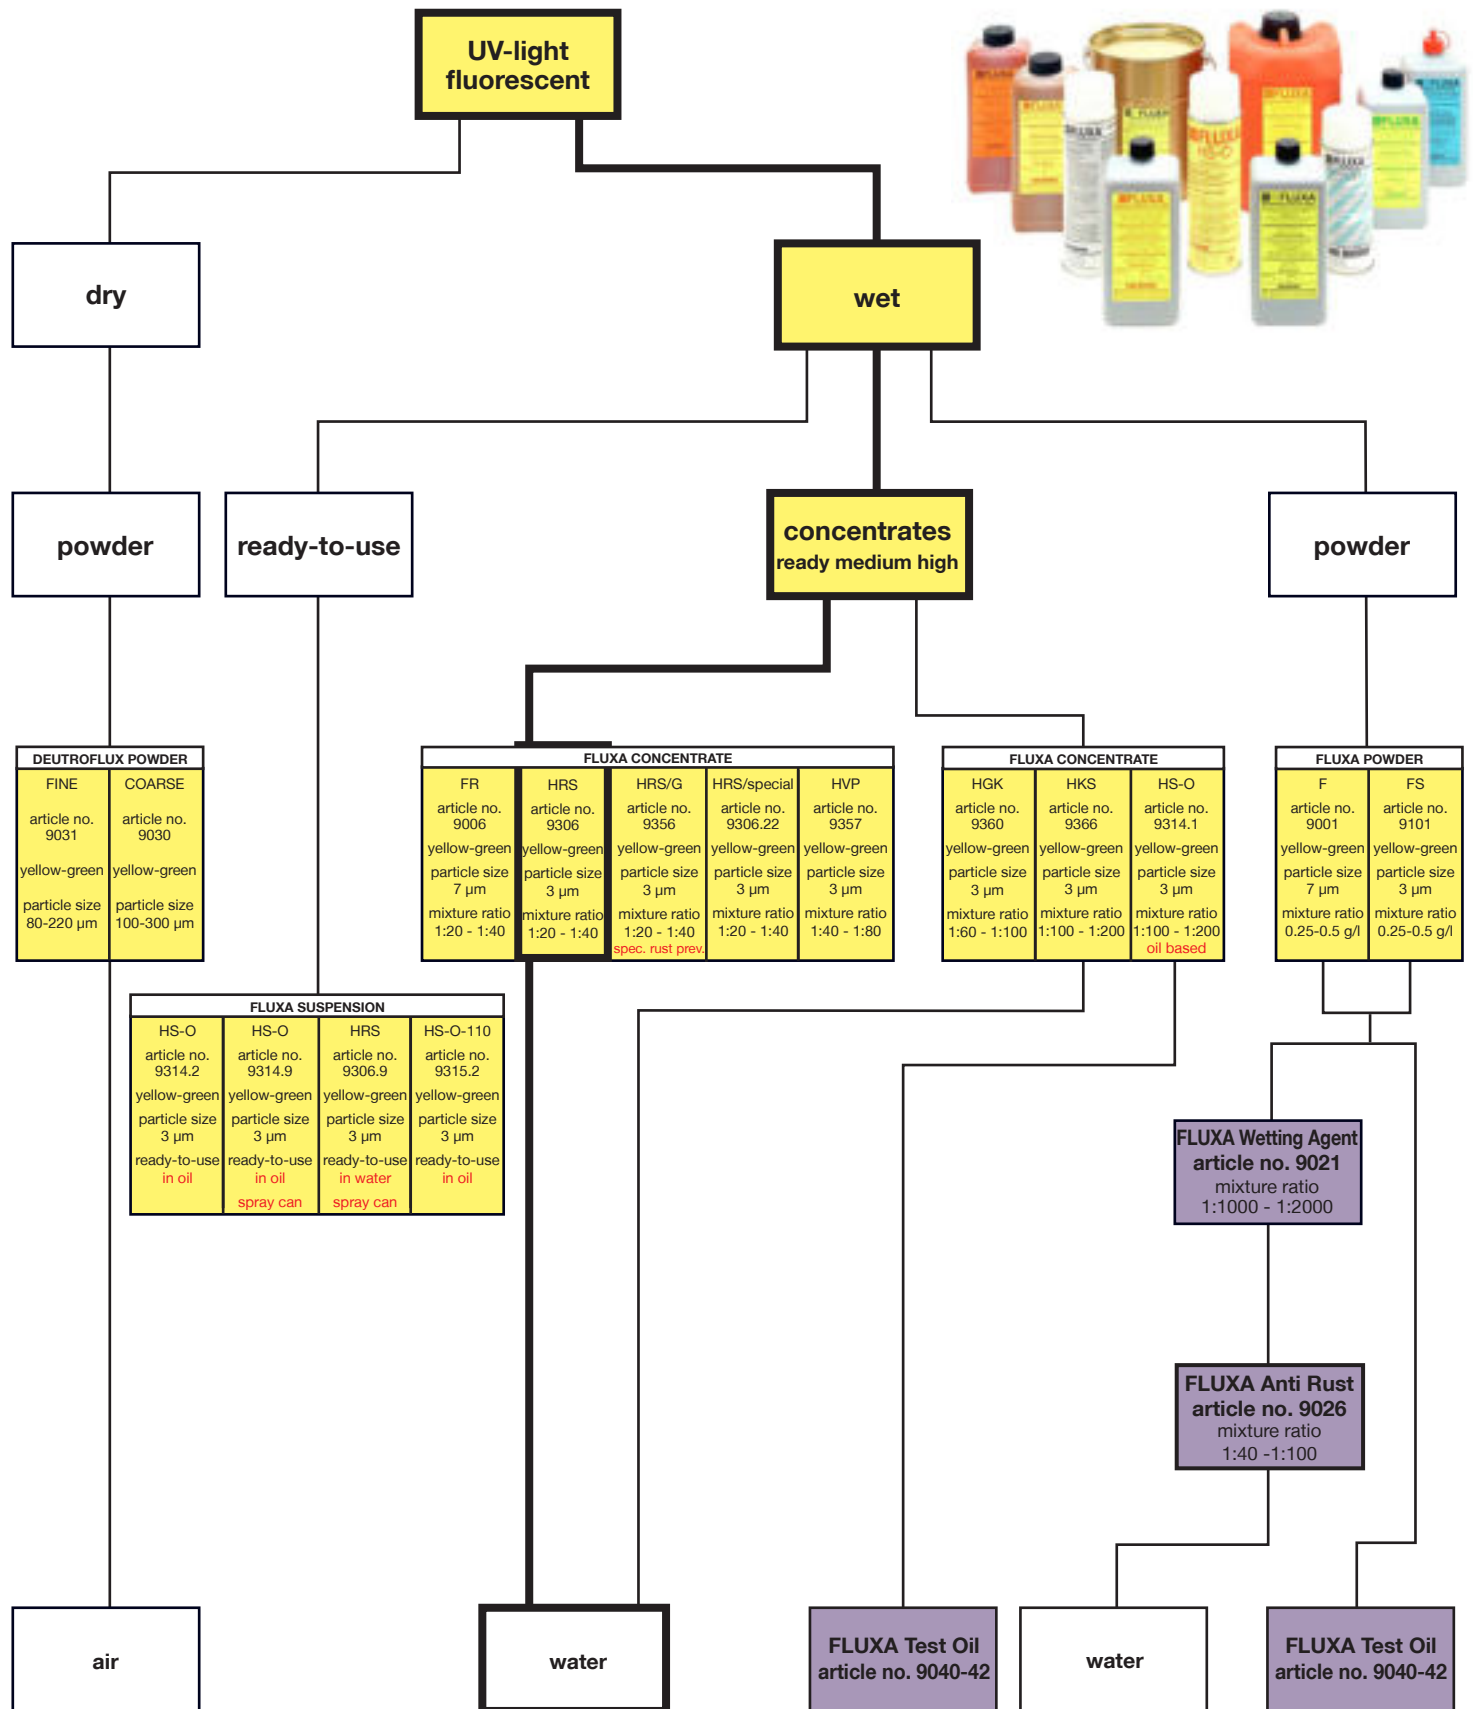 UV-light
fluorescent
FLUXA
FLUXA
FLUXA
FLUXA
HS-O
FLUXA
FLUXA
dry
wet
powder
ready-to-use
concentrates
ready medium high
powder
DEUTROFLUX POWDER
FINE
article no.
9031
yellow-green
particle size
80-220 µm
COARSE
article no.
9030
yellow-green
particle size
100-300 µm
FLUXA CONCENTRATE
FR
article no.
9006
yellow-green
particle size
7 µm
mixture ratio
1:20 - 1:40
HRS
article no.
9306
yellow-green
particle size
3 µm
mixture ratio
1:20 - 1:40
HRS/G
article no.
9356
yellow-green
particle size
3 µm
mixture ratio
1:20 - 1:40
spec. rust prev.
HRS/special
article no.
9306.22
yellow-green
particle size
3 µm
mixture ratio
1:20 - 1:40
HVP
article no.
9357
yellow-green
particle size
3 µm
mixture ratio
1:40 - 1:80
FLUXA CONCENTRATE
HGK
article no.
9360
yellow-green
particle size
3 µm
mixture ratio
1:60 - 1:100
HKS
article no.
9366
yellow-green
particle size
3 µm
mixture ratio
1:100 - 1:200
HS-O
article no.
9314.1
yellow-green
particle size
3 µm
mixture ratio
1:100 - 1:200
oil based
FLUXA POWDER
F
article no.
9001
yellow-green
particle size
7 µm
mixture ratio
0.25-0.5 g/l
FS
article no.
9101
yellow-green
particle size
3 µm
mixture ratio
0.25-0.5 g/l
FLUXA SUSPENSION
HS-O
article no.
9314.2
yellow-green
particle size
3 µm
ready-to-use
in oil
HS-O
article no.
9314.9
yellow-green
particle size
3 µm
ready-to-use
in oil
spray can
HRS
article no.
9306.9
yellow-green
particle size
3 µm
ready-to-use
in water
spray can
HS-O-110
article no.
9315.2
yellow-green
particle size
3 µm
ready-to-use
in oil
FLUXA Wetting Agent
article no. 9021
mixture ratio
1:1000 - 1:2000
FLUXA Anti Rust
article no. 9026
mixture ratio
1:40 -1:100
air
water
FLUXA Test Oil
article no. 9040-42
water
FLUXA Test Oil
article no. 9040-42